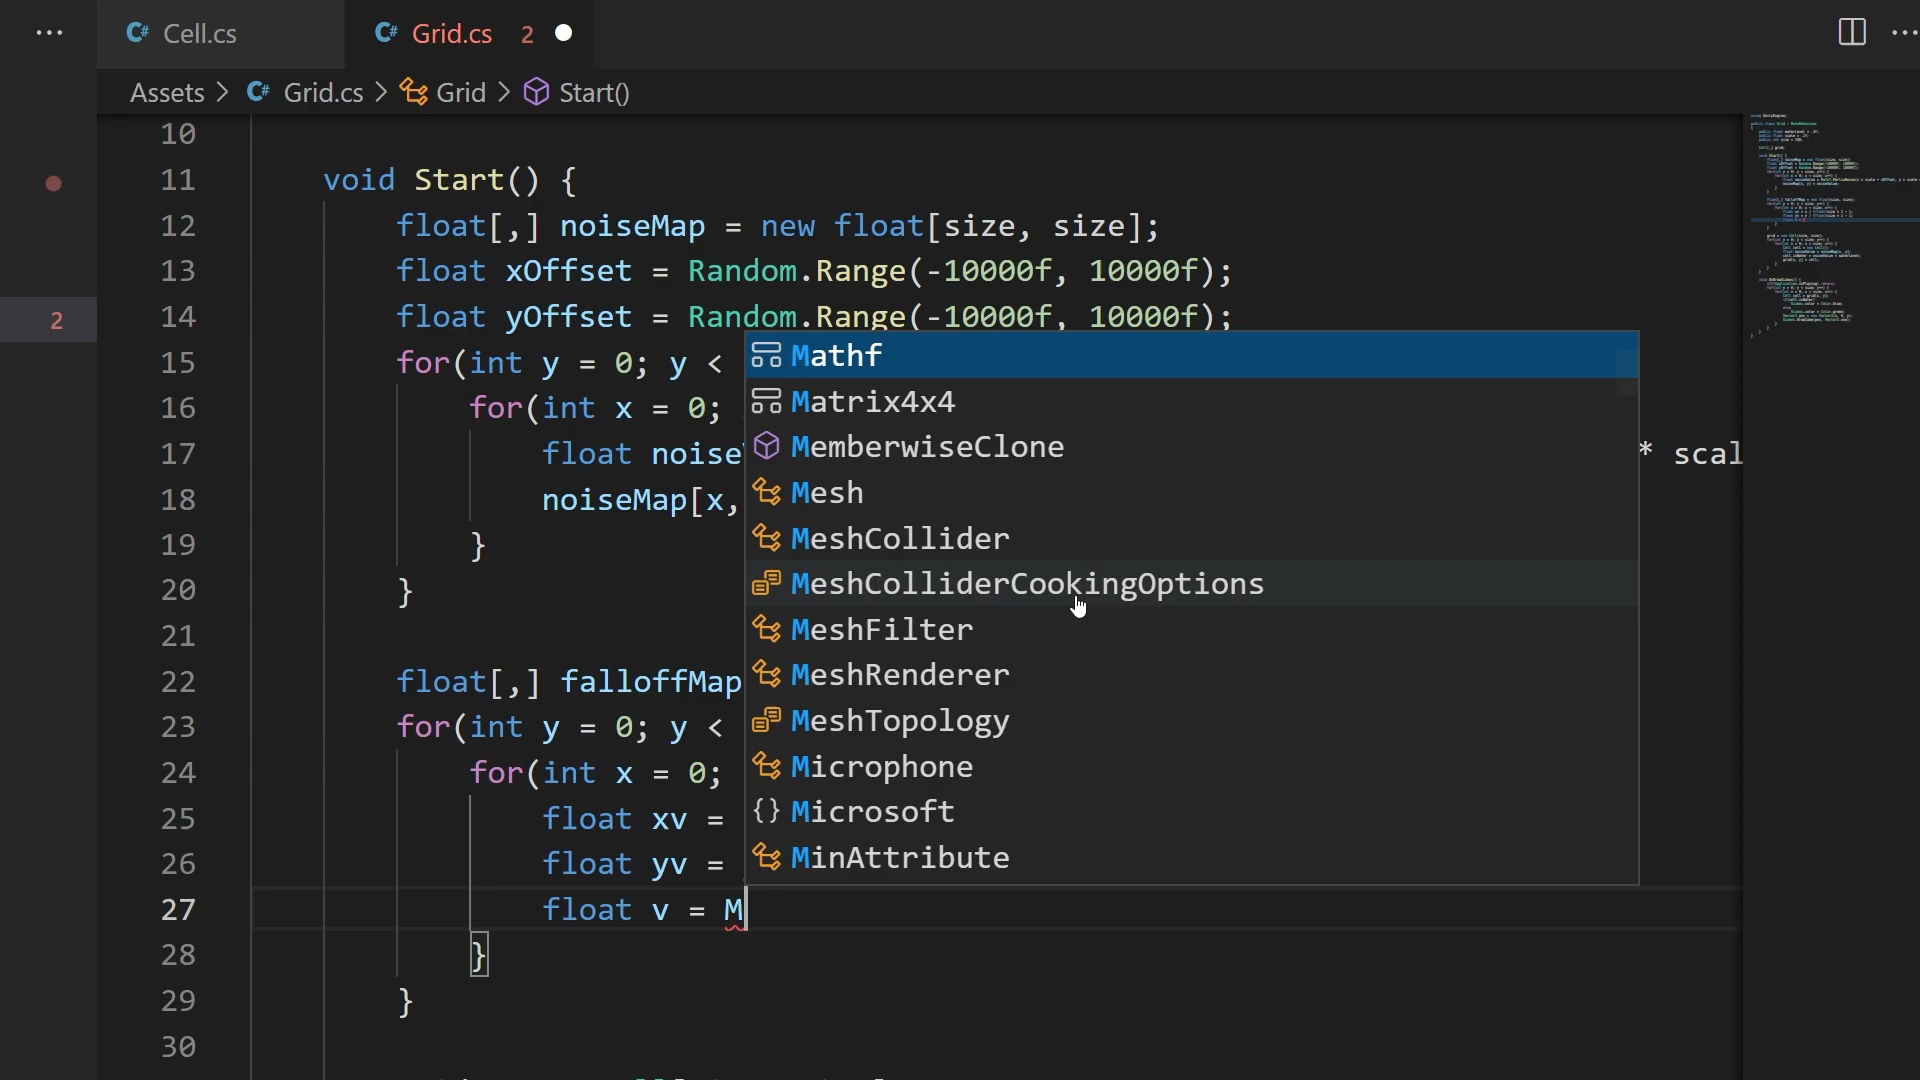 Cell.cs
Grid.cs 2
Assets > Grid.cs > Grid > Start()
10
11 void Start() {
12 float[,] noiseMap = new float[size, size];
13 float xOffset = Random.Range(-10000f, 10000f);
14 float yOffset = Random.Range(-10000f, 10000f);
2
15 for(int y = 0; y <
16 for(int x = 0;
17 float noise * scal
18 noiseMap[x,
19 }
20 }
21
22 float[,] falloffMap
23 for(int y = 0; y <
24 for(int x = 0;
25 float xv =
26 float yv =
27 float v = M
28 }
29 }
30
Mathf
Matrix4x4
MemberwiseClone
Mesh
MeshCollider
MeshColliderCookingOptions
MeshFilter
MeshRenderer
MeshTopology
Microphone
Microsoft
MinAttribute